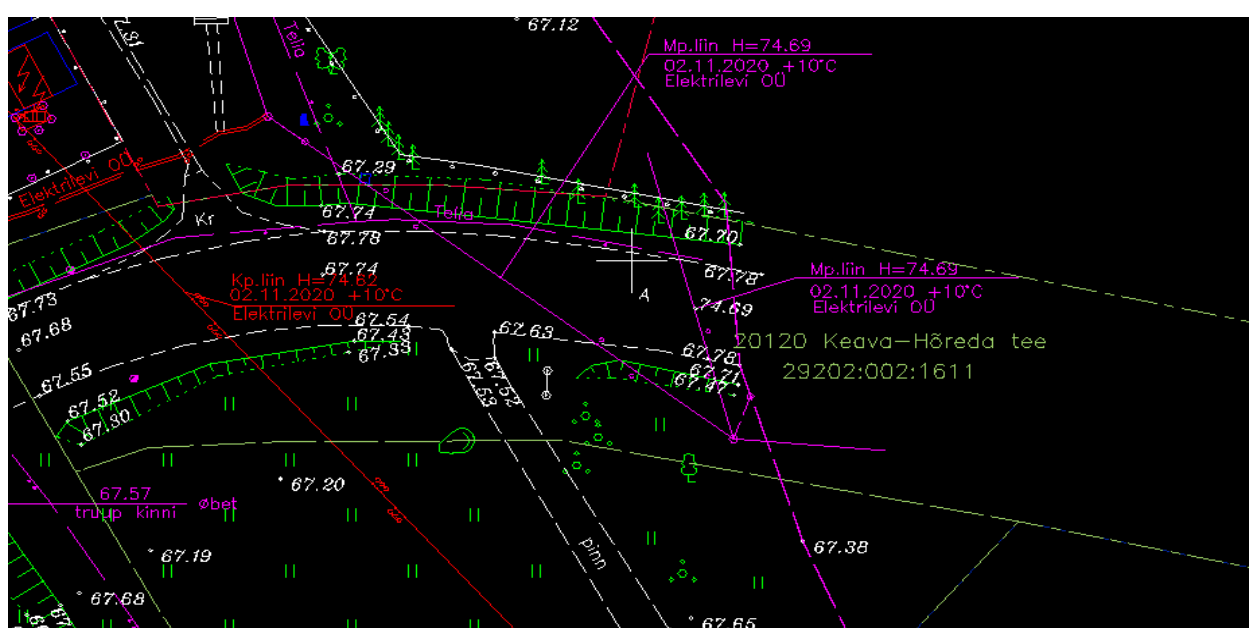 67.12
Telia
Mp.liin H=74.69
02.11.2020 +10°C
Elektrilevi OÜ
67.29
Elektrilevi OÜ
Kr
67.74
Telia
67.78
67.70
67.74
67.78
Kp.liin H=74.62
02.11.2020 +10°C
Elektrilevi OÜ
Mp.liin H=74.69
02.11.2020 +10°C
Elektrilevi OÜ
A
74.69
67.73
67.68
67.54
67.43
67.39
67.63
20120 Keava-Hõreda tee
29202:002:1611
67.78
67.71
67.47
67.55
67.52
67.30
67.53
67.52
67.20
67.57
truup kinni
Øbet
67.19
pinn
67.38
67.68
67.65